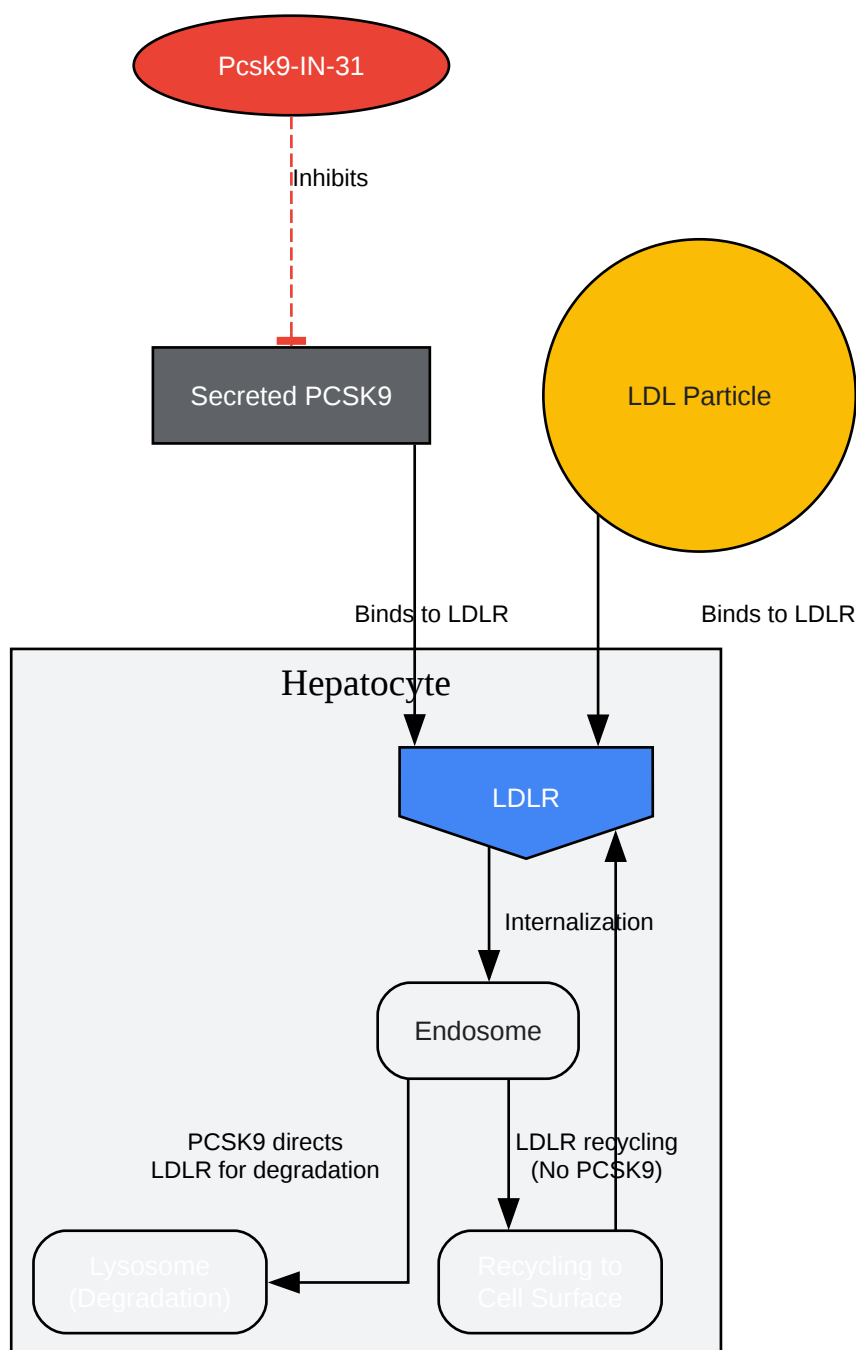 Pcsk9-IN-31
Inhibits
Secreted PCSK9
LDL Particle
Binds to LDLR
Binds to LDLR
Hepatocyte
LDLR
Internalization
Endosome
PCSK9 directs
LDLR for degradation
LDLR recycling
(No PCSK9)
Lysosome
(Degradation)
Recycling to
Cell Surface